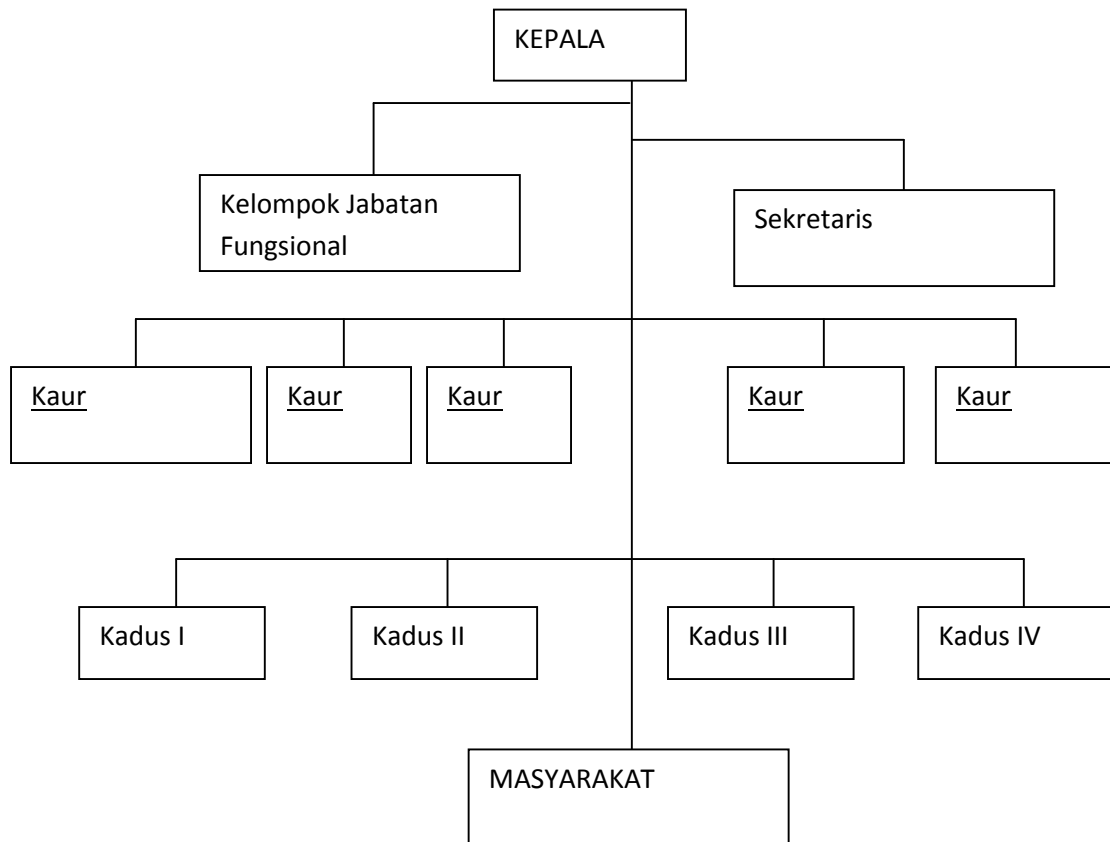 KEPALA
Kelompok Jabatan
Fungsional
Sekretaris
Kaur
Kaur
Kaur
Kaur
Kaur
Kadus I
Kadus II
Kadus III
Kadus IV
MASYARAKAT